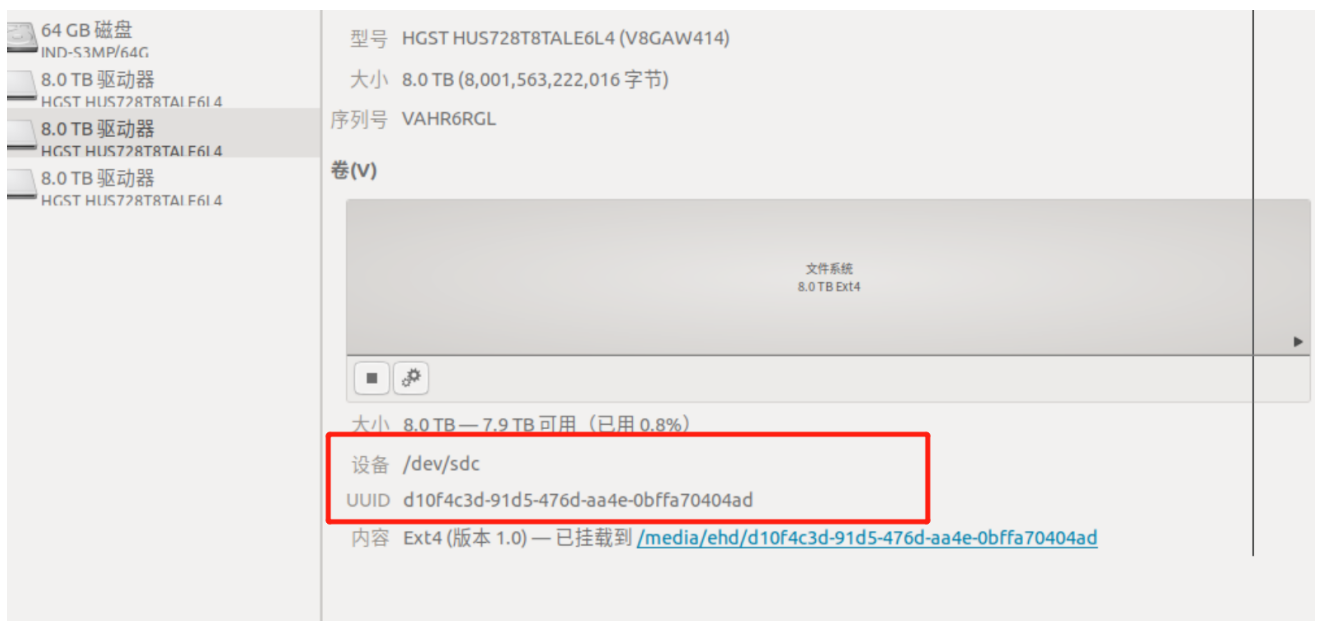 64 GB 磁盘
IND-S3MP/64G
8.0 TB 驱动器
HGST HUS728T8TALE6L4
8.0 TB 驱动器
HGST HUS728T8TALE6L4
8.0 TB 驱动器
HGST HUS728T8TALE6L4
型号 HGST HUS728T8TALE6L4 (V8GAW414)
大小 8.0 TB (8,001,563,222,016 字节)
序列号 VAHR6RGL
卷(V)
文件系统
8.0 TB Ext4
大小 8.0 TB — 7.9 TB 可用（已用 0.8%）
设备 /dev/sdc
UUID d10f4c3d-91d5-476d-aa4e-0bffa70404ad
内容 Ext4 (版本 1.0) — 已挂载到 /media/ehd/d10f4c3d-91d5-476d-aa4e-0bffa70404ad